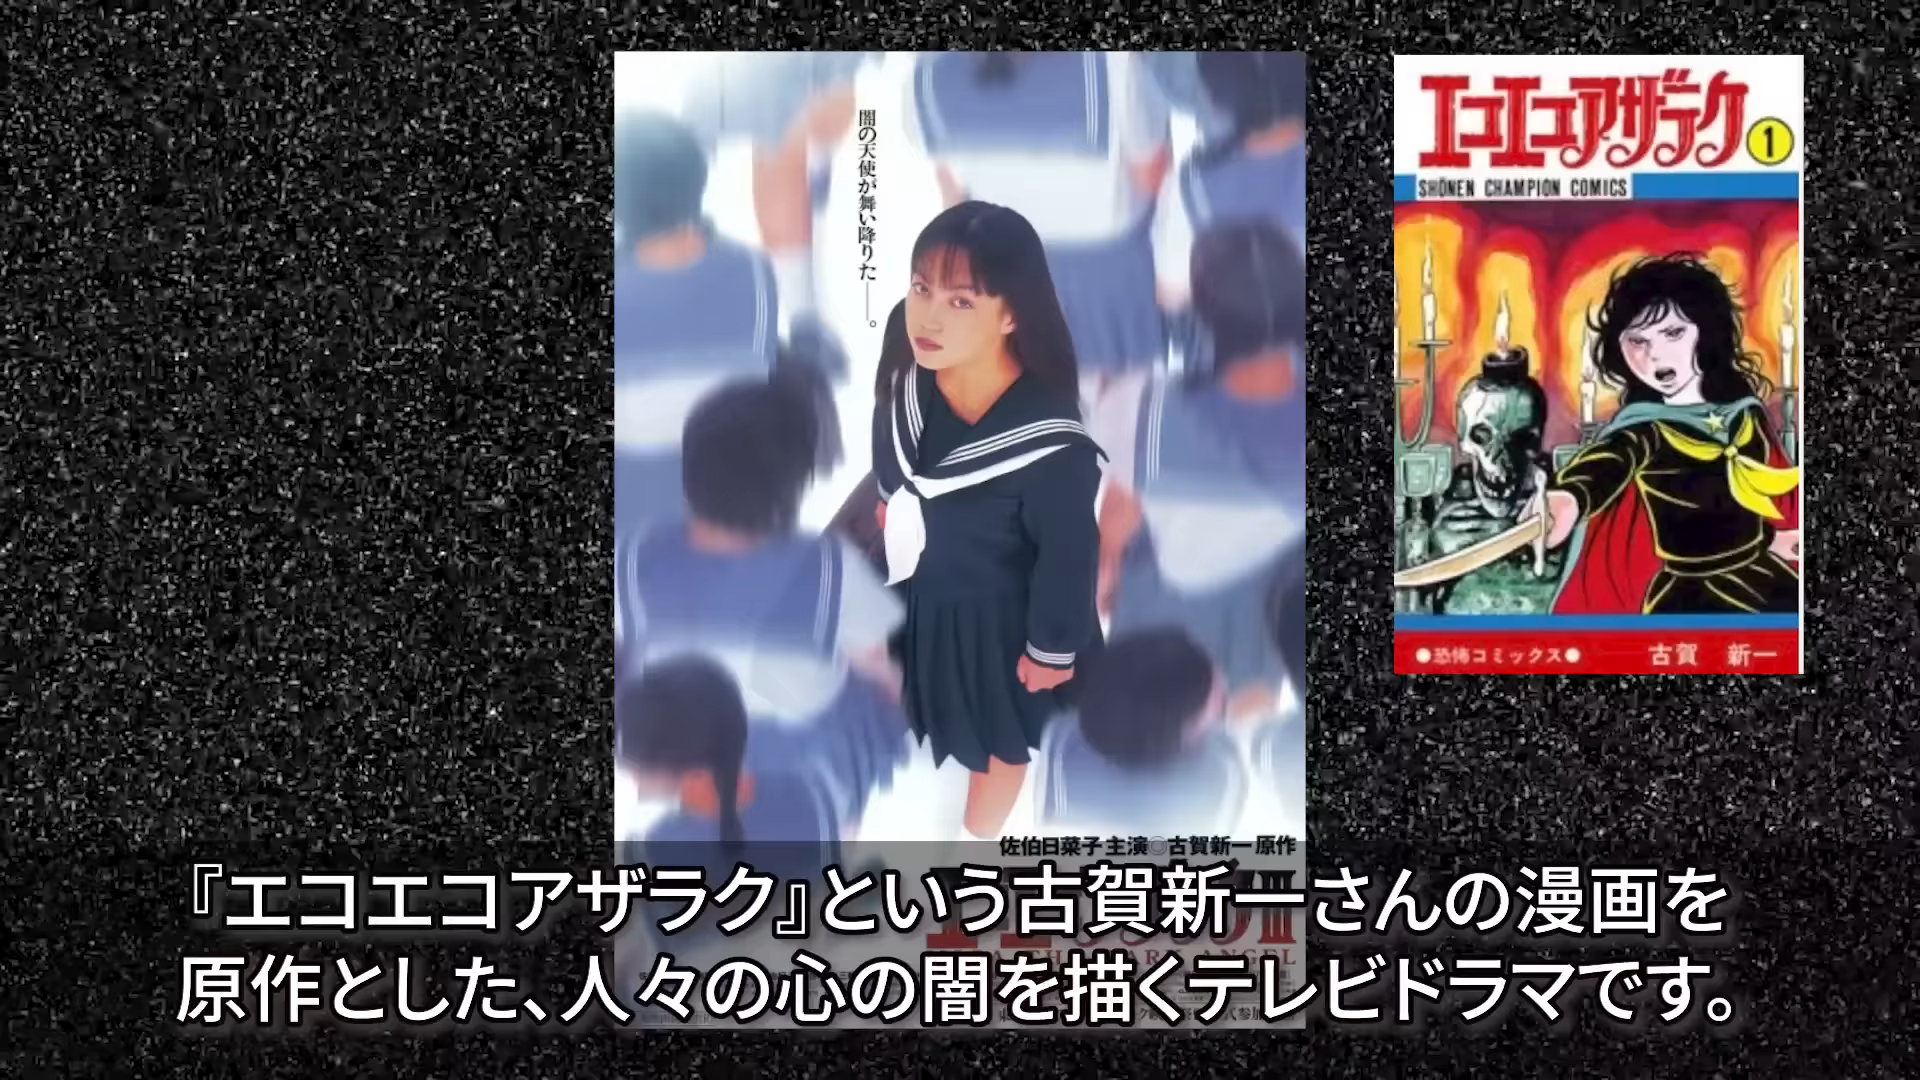 闇の天使が舞い降りた――。
エコエコアザラク 1
SHŌNEN CHAMPION COMICS
●恐怖コミックス● 古賀 新一
佐伯日菜子主演◎古賀新一原作
『エコエコアザラク』という古賀新一さんの漫画を
原作とした、人々の心の闇を描くテレビドラマです。